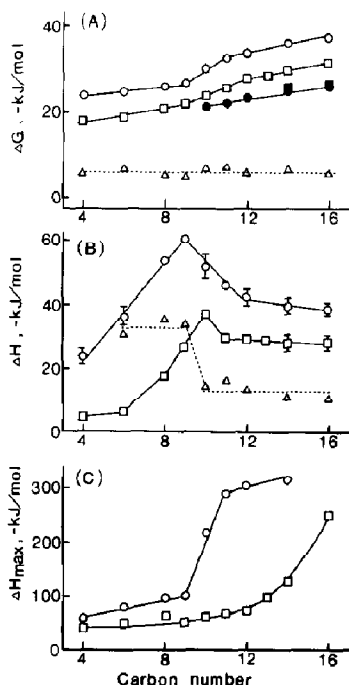 (A)
ΔG, -kJ/mol
40
20
0
4 8 12 16
(B)
ΔH, -kJ/mol
60
40
20
0
4 8 12 16
(C)
ΔHmax, -kJ/mol
300
200
100
0
4 8 12 16
Carbon number